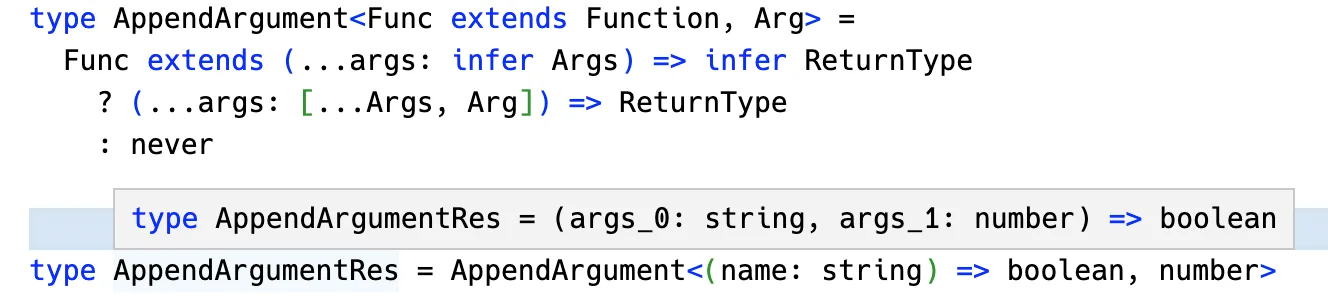 type AppendArgument<Func extends Function, Arg> =
  Func extends (...args: infer Args) => infer ReturnType
    ? (...args: [...Args, Arg]) => ReturnType
    : never
type AppendArgumentRes = (args_0: string, args_1: number) => boolean
type AppendArgumentRes = AppendArgument<(name: string) => boolean, number>